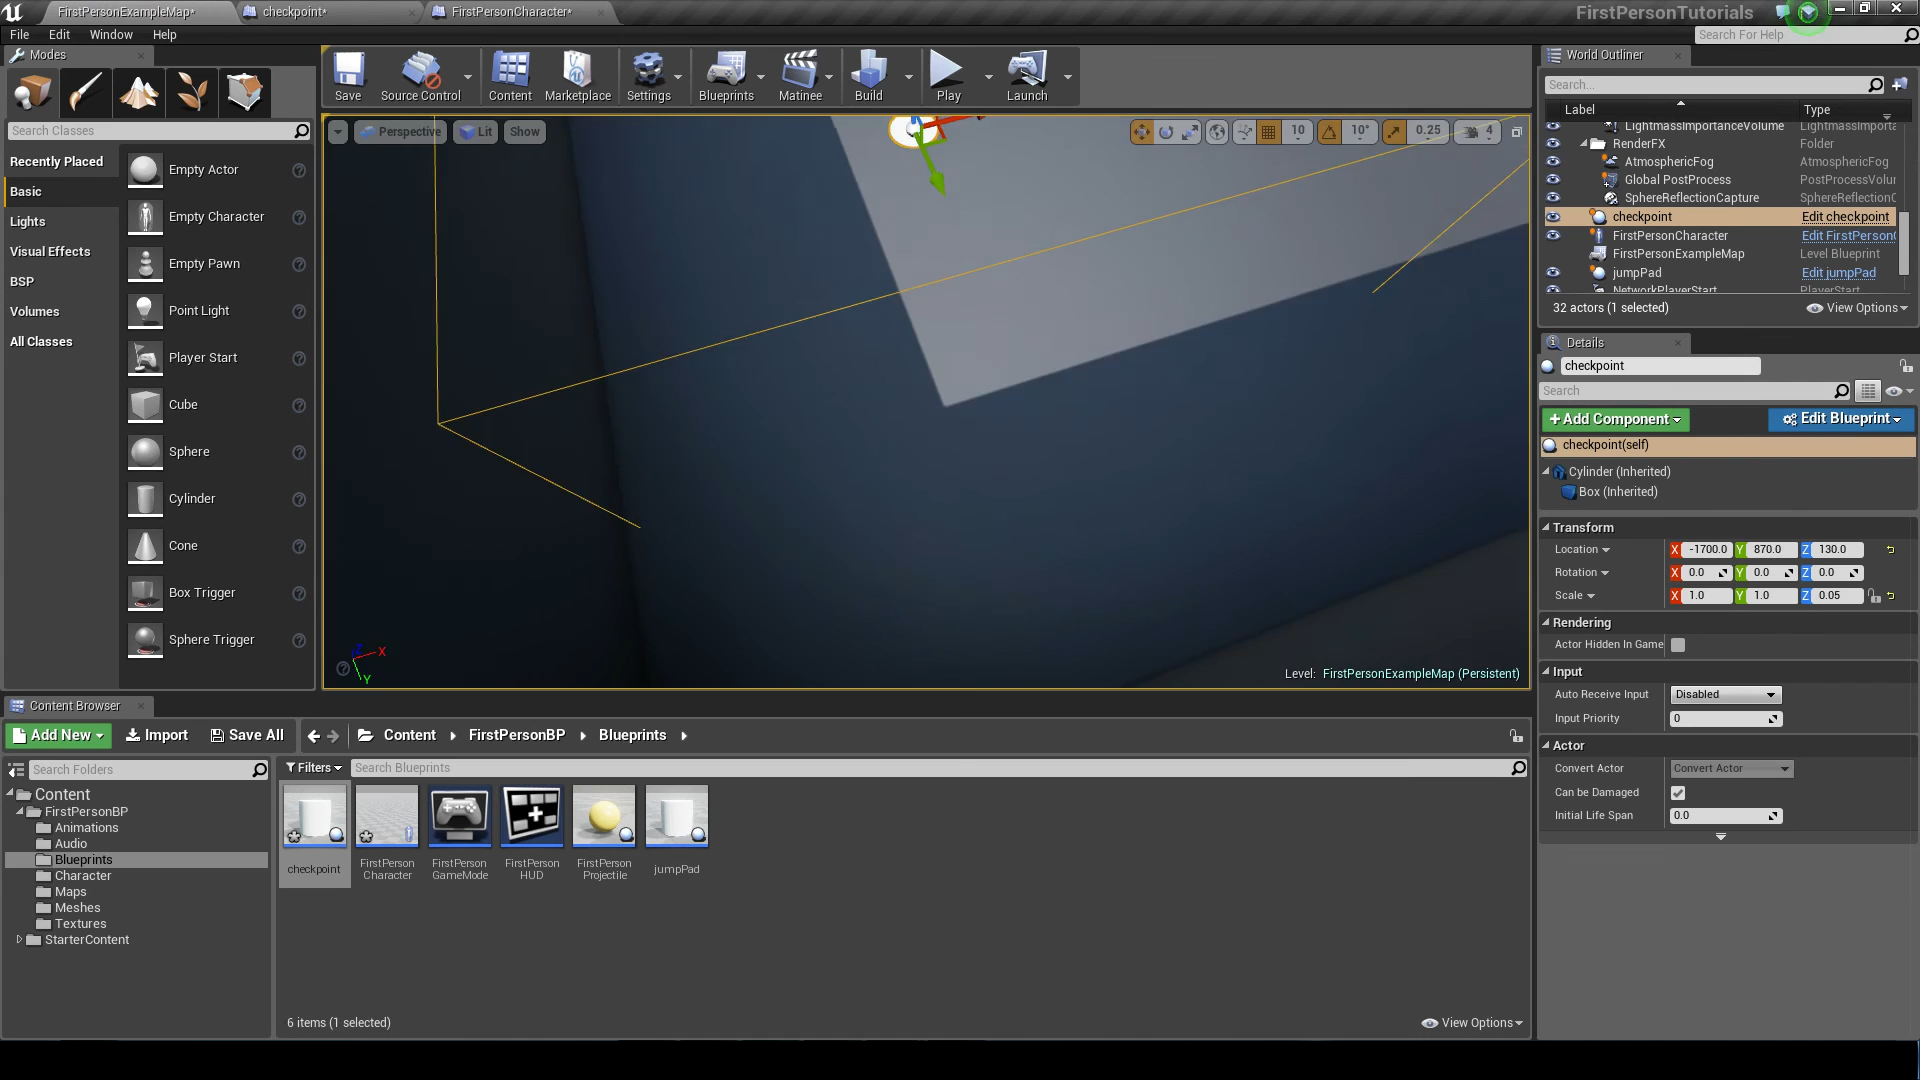 FirstPersonExampleMap*
checkpoint*
FirstPersonCharacter*
FirstPersonTutorials
File Edit Window Help
Search For Help
Modes
Search Classes
Recently Placed
Basic
Lights
Visual Effects
BSP
Volumes
All Classes
Empty Actor
Empty Character
Empty Pawn
Point Light
Player Start
Cube
Sphere
Cylinder
Cone
Box Trigger
Sphere Trigger
Save
Source Control
Content
Marketplace
Settings
Blueprints
Matinee
Build
Play
Launch
Perspective Lit Show
10 10° 0.25 4
X
Y
Level: FirstPersonExampleMap (Persistent)
World Outliner
Search...
Label Type
LightmassImportanceVolume LightmassImporta
RenderFX Folder
AtmosphericFog AtmosphericFog
Global PostProcess PostProcessVolur
SphereReflectionCapture SphereReflectionC
checkpoint Edit checkpoint
FirstPersonCharacter Edit FirstPersonC
FirstPersonExampleMap Level Blueprint
jumpPad Edit jumpPad
NetworkPlayerStart PlayerStart
32 actors (1 selected)
View Options
Details
checkpoint
Search
+Add Component
Edit Blueprint
checkpoint(self)
Cylinder (Inherited)
Box (Inherited)
Transform
Location X -1700.0 Y 870.0 Z 130.0
Rotation X 0.0 Y 0.0 Z 0.0
Scale X 1.0 Y 1.0 Z 0.05
Rendering
Actor Hidden In Game
Input
Auto Receive Input Disabled
Input Priority 0
Actor
Convert Actor Convert Actor
Can be Damaged
Initial Life Span 0.0
Content Browser
Add New Import Save All
Content FirstPersonBP Blueprints
Search Folders
Filters
Search Blueprints
Content
FirstPersonBP
Animations
Audio
Blueprints
Character
Maps
Meshes
Textures
StarterContent
checkpoint
FirstPerson
Character
FirstPerson
GameMode
FirstPerson
HUD
FirstPerson
Projectile
jumpPad
6 items (1 selected)
View Options